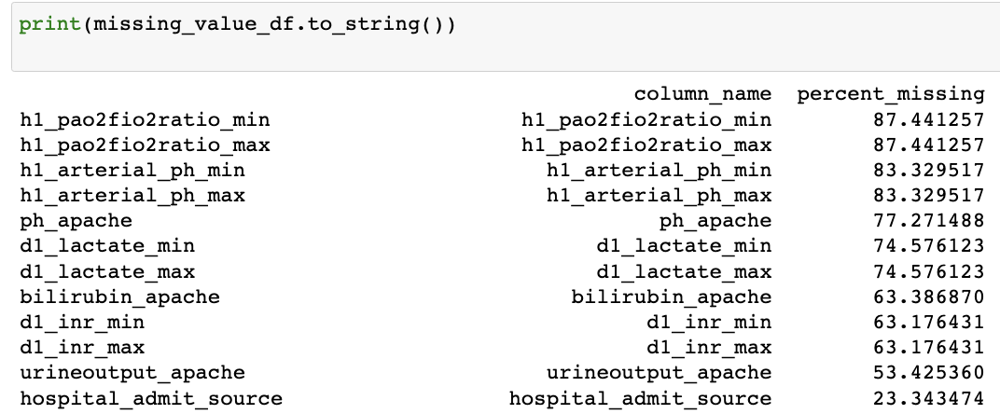 print(missing_value_df.to_string())
column_name percent_missing
h1_pao2fio2ratio_min h1_pao2fio2ratio_min 87.441257
h1_pao2fio2ratio_max h1_pao2fio2ratio_max 87.441257
h1_arterial_ph_min h1_arterial_ph_min 83.329517
h1_arterial_ph_max h1_arterial_ph_max 83.329517
ph_apache ph_apache 77.271488
d1_lactate_min d1_lactate_min 74.576123
d1_lactate_max d1_lactate_max 74.576123
bilirubin_apache bilirubin_apache 63.386870
d1_inr_min d1_inr_min 63.176431
d1_inr_max d1_inr_max 63.176431
urineoutput_apache urineoutput_apache 53.425360
hospital_admit_source hospital_admit_source 23.343474